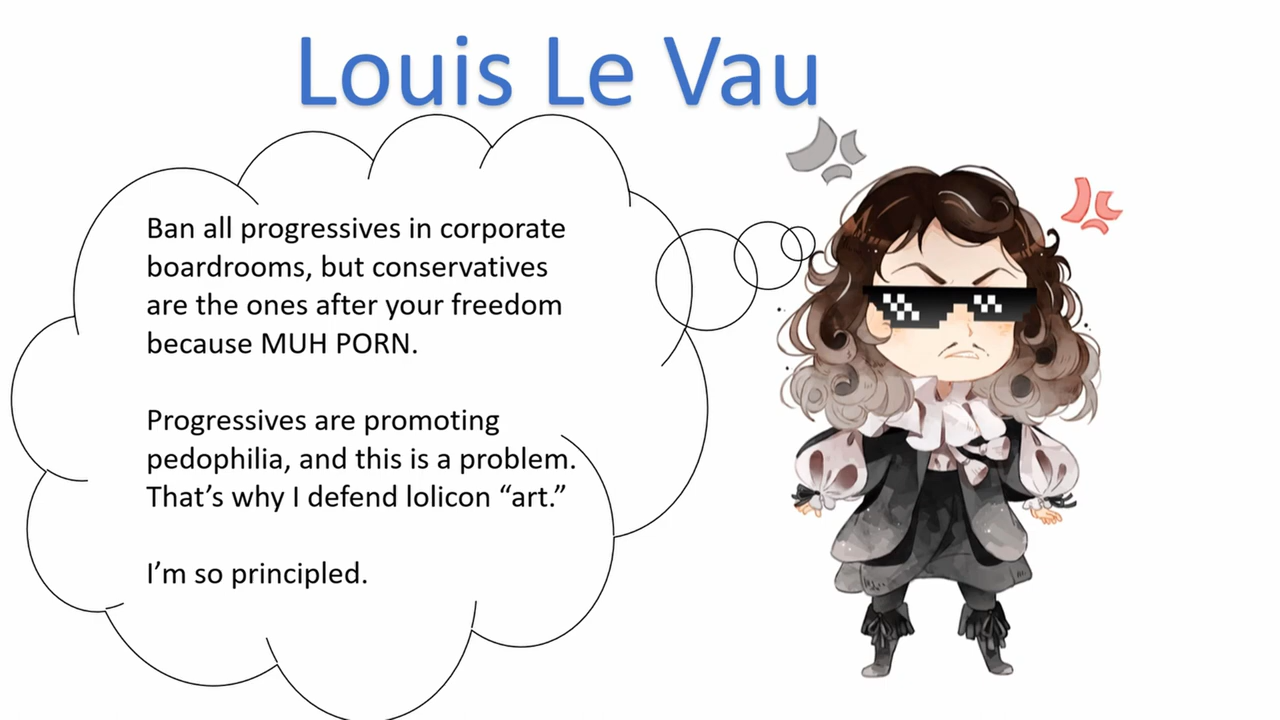 Louis Le Vau
Ban all progressives in corporate
boardrooms, but conservatives
are the ones after your freedom
because MUH PORN.
Progressives are promoting
pedophilia, and this is a problem.
That’s why I defend lolicon “art.”
I’m so principled.